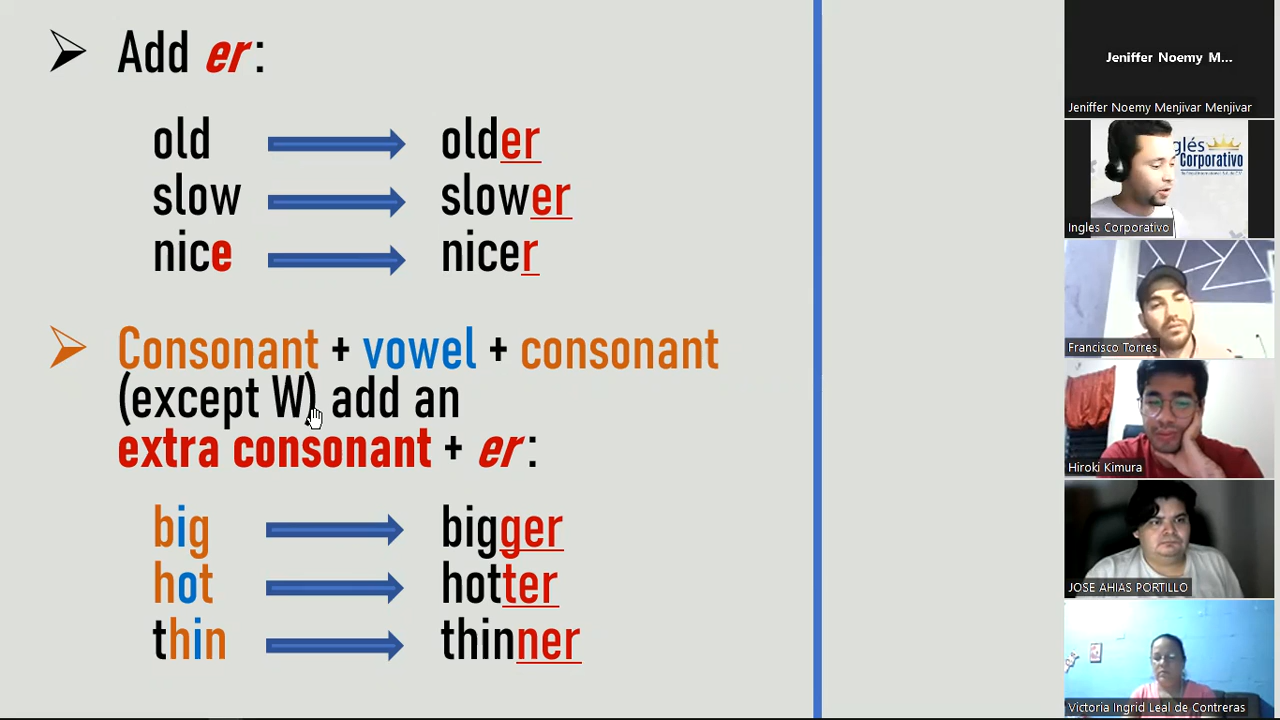 Add er:
old older
slow slower
nice nicer
Consonant + vowel + consonant
(except W) add an
extra consonant + er:
big bigger
hot hotter
thin thinner
Jeniffer Noemy M...
Jeniffer Noemy Menjivar Menjivar
glés
Corporativo
Ingles Corporativo
Francisco Torres
Hiroki Kimura
JOSE AHIAS PORTILLO
Victoria Ingrid Leal de Contreras